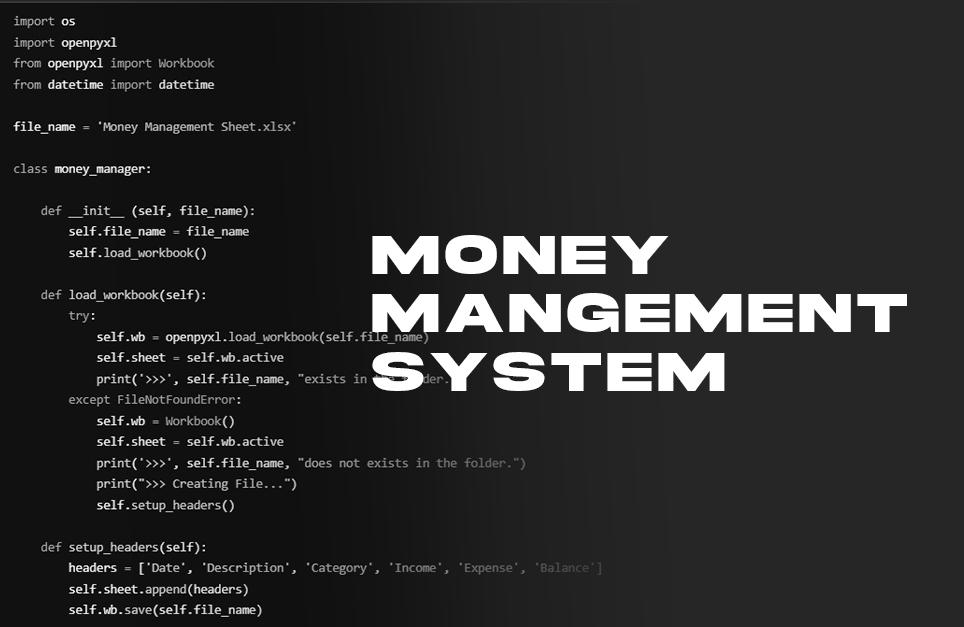 import os
import openpyxl
from openpyxl import Workbook
from datetime import datetime
file_name = 'Money Management Sheet.xlsx'
class money_manager:
def __init__ (self, file_name):
self.file_name = file_name
self.load_workbook()
def load_workbook(self):
try:
self.wb = openpyxl.load_workbook(self.file_name)
self.sheet = self.wb.active
print('>>>', self.file_name, "exists in the folder.
except FileNotFoundError:
self.wb = Workbook()
self.sheet = self.wb.active
print('>>>', self.file_name, "does not exists in the folder.")
print(">>> Creating File...")
self.setup_headers()
def setup_headers(self):
headers = ['Date', 'Description', 'Category', 'Income', 'Expense', 'Balance']
self.sheet.append(headers)
self.wb.save(self.file_name)
MONEY
MANGEMENT
SYSTEM